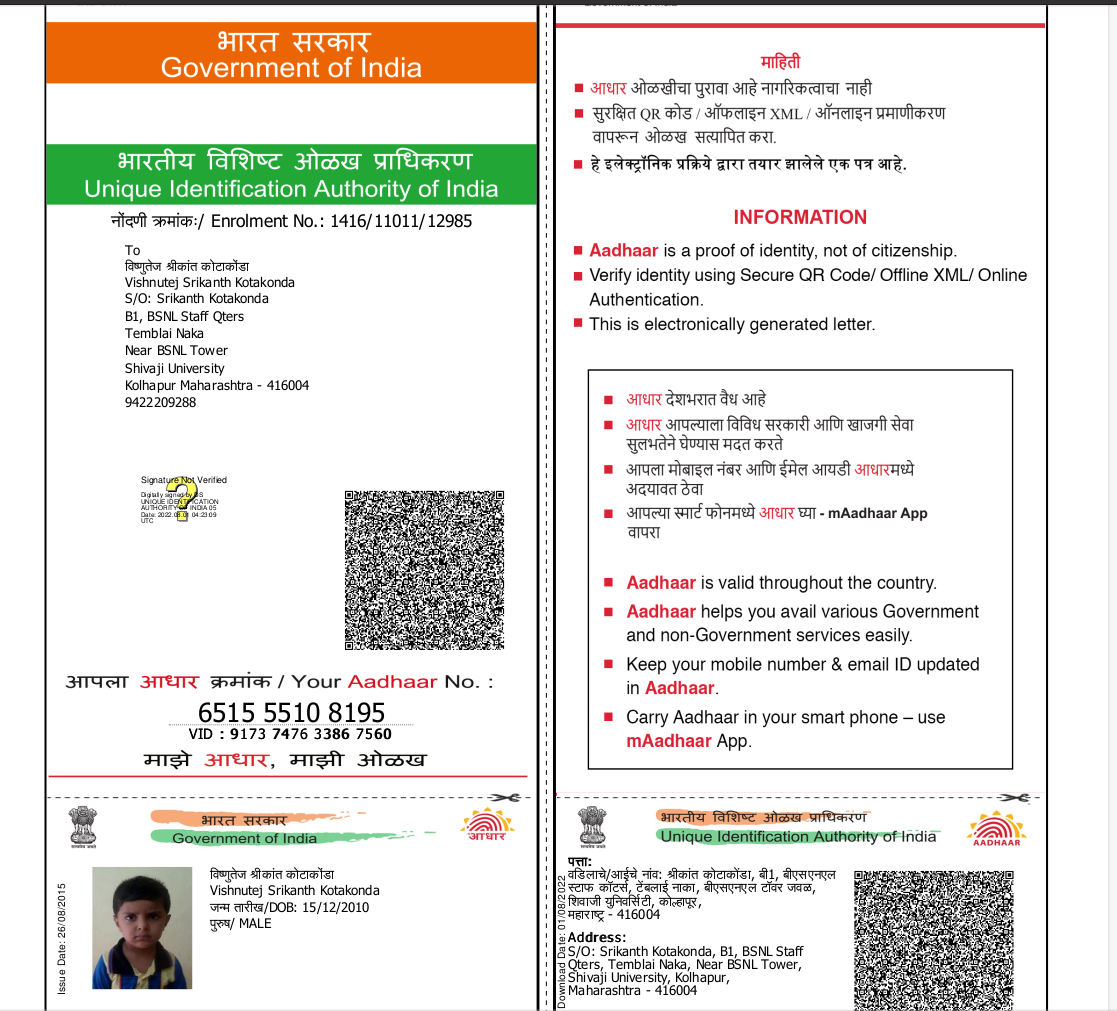 भारत सरकार
Government of India
भारतीय विशिष्ट ओळख प्राधिकरण
Unique Identification Authority of India
नोंदणी क्रमांकः/ Enrolment No.: 1416/11011/12985
To
विष्णुतेज श्रीकांत कोटाकोंडा
Vishnutej Srikanth Kotakonda
S/O: Srikanth Kotakonda
B1, BSNL Staff Qters
Temblai Naka
Near BSNL Tower
Shivaji University
Kolhapur Maharashtra - 416004
9422209288
Signature Not Verified
Digitally signed by DS
UNIQUE IDENTIFICATION
AUTHORITY OF INDIA 05
Date: 2022.08.01 04:23:09
UTC
आपला आधार क्रमांक / Your Aadhaar No. :
6515 5510 8195
VID : 9173 7476 3386 7560
माझे आधार, माझी ओळख
भारत सरकार
Government of India
आधार
Issue Date: 26/08/2015
विष्णुतेज श्रीकांत कोटाकोंडा
Vishnutej Srikanth Kotakonda
जन्म तारीख/DOB: 15/12/2010
पुरुष/ MALE
माहिती
आधार ओळखीचा पुरावा आहे नागरिकत्वाचा नाही
सुरक्षित QR कोड / ऑफलाइन XML / ऑनलाइन प्रमाणीकरण
वापरून ओळख सत्यापित करा.
हे इलेक्ट्रॉनिक प्रक्रिये द्वारा तयार झालेले एक पत्र आहे.
INFORMATION
Aadhaar is a proof of identity, not of citizenship.
Verify identity using Secure QR Code/ Offline XML/ Online
Authentication.
This is electronically generated letter.
आधार देशभरात वैध आहे
आधार आपल्याला विविध सरकारी आणि खाजगी सेवा
सुलभतेने घेण्यास मदत करते
आपला मोबाइल नंबर आणि ईमेल आयडी आधारमध्ये
अदयावत ठेवा
आपल्या स्मार्ट फोनमध्ये आधार घ्या - mAadhaar App
वापरा
Aadhaar is valid throughout the country.
Aadhaar helps you avail various Government
and non-Government services easily.
Keep your mobile number & email ID updated
in Aadhaar.
Carry Aadhaar in your smart phone – use
mAadhaar App.
भारतीय विशिष्ट ओळख प्राधिकरण
Unique Identification Authority of India
AADHAAR
Download Date: 01/08/2022
पत्ता:
वडिलाचे/आईचे नांव: श्रीकांत कोटाकोंडा, बी1, बीएसएनएल
स्टाफ कॉटर्स, टेंबलाई नाका, बीएसएनएल टॉवर जवळ,
शिवाजी युनिवर्सिटी, कोल्हापूर,
महाराष्ट्र - 416004
Address:
S/O: Srikanth Kotakonda, B1, BSNL Staff
Qters, Temblai Naka, Near BSNL Tower,
Shivaji University, Kolhapur,
Maharashtra - 416004